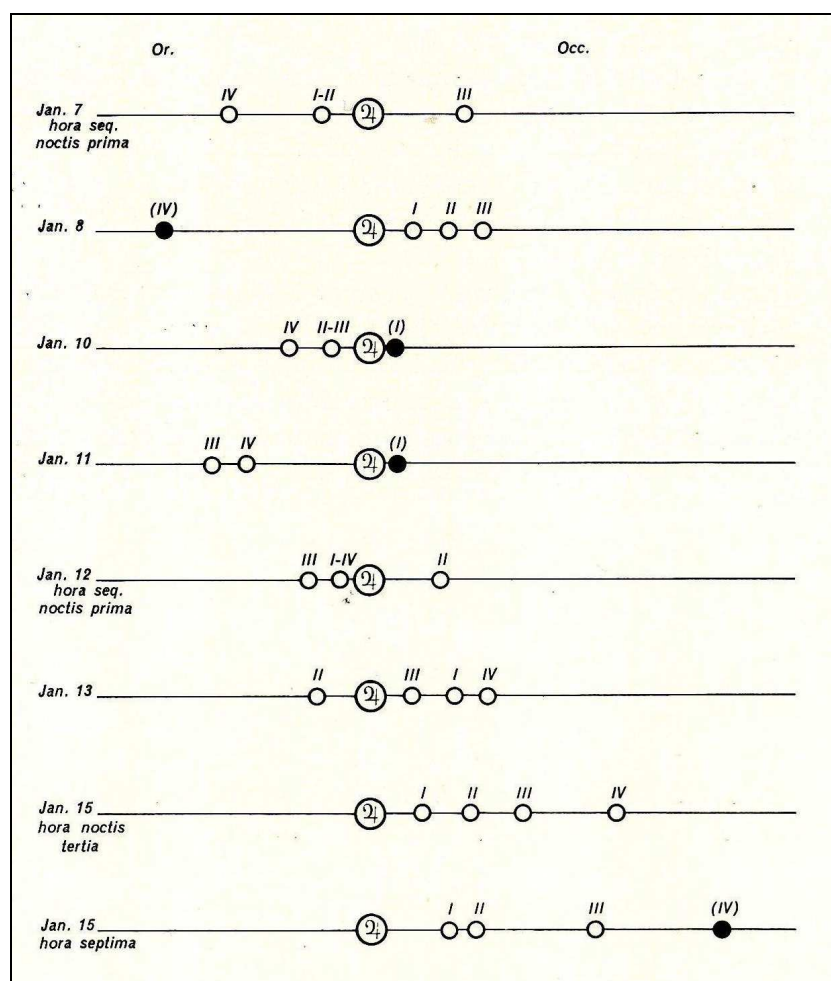 Or. Occ.
IV I-II III
Jan. 7 ♃
hora seq.
noctis prima
(IV) I II III
Jan. 8 ♃
IV II-III (I)
Jan. 10 ♃
III IV (I)
Jan. 11 ♃
III I-IV II
Jan. 12 ♃
hora seq.
noctis prima
II III I IV
Jan. 13 ♃
I II III IV
Jan. 15 ♃
hora noctis
tertia
I II III (IV)
Jan. 15 ♃
hora septima